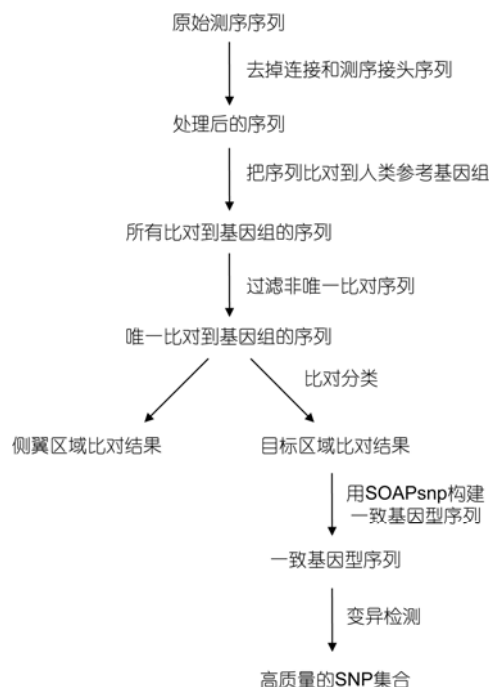 原始测序序列
去掉连接和测序接头序列
处理后的序列
把序列比对到人类参考基因组
所有比对到基因组的序列
过滤非唯一比对序列
唯一比对到基因组的序列
比对分类
侧翼区域比对结果
目标区域比对结果
用SOAPsnp构建
一致基因型序列
一致基因型序列
变异检测
高质量的SNP集合